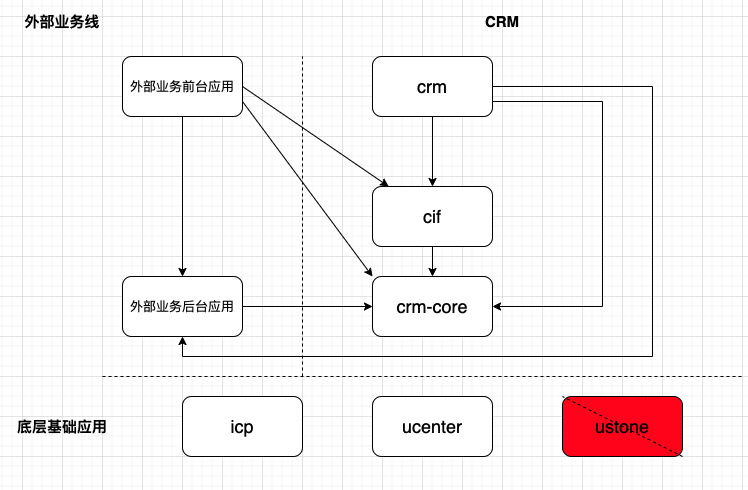 外部业务线
CRM
外部业务前台应用
crm
cif
外部业务后台应用
crm-core
底层基础应用
icp
ucenter
ustone